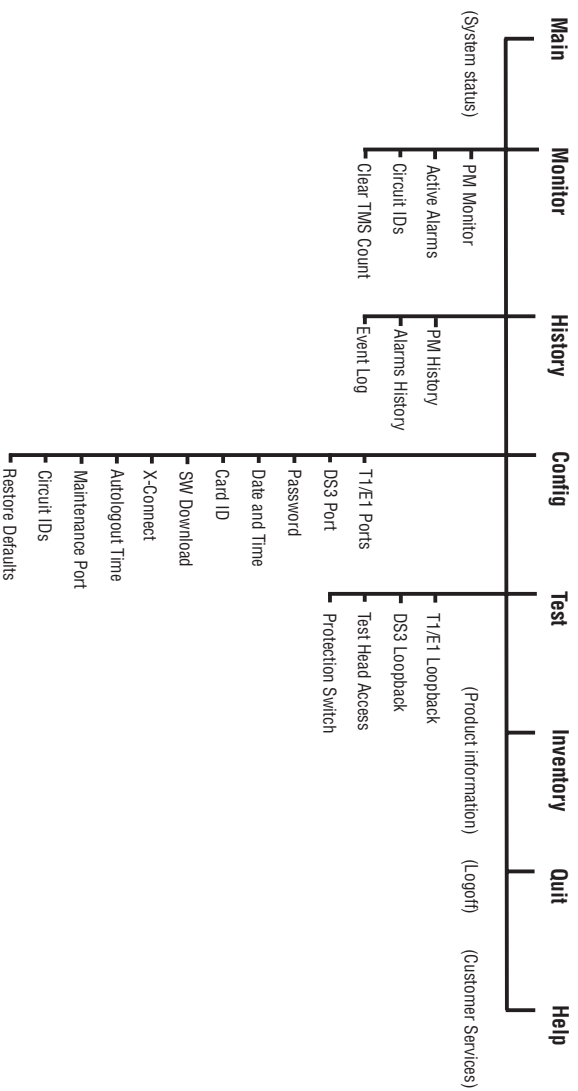 Main
(System status)
Monitor
PM Monitor
Active Alarms
Circuit IDs
Clear TMS Count
History
PM History
Alarms History
Event Log
Config
T1/E1 Ports
DS3 Port
Password
Date and Time
Card ID
SW Download
X-Connect
Autologout Time
Maintenance Port
Circuit IDs
Restore Defaults
Test
T1/E1 Loopback
DS3 Loopback
Test Head Access
Protection Switch
Inventory
(Product information)
Quit
(Logoff)
Help
(Customer Services)